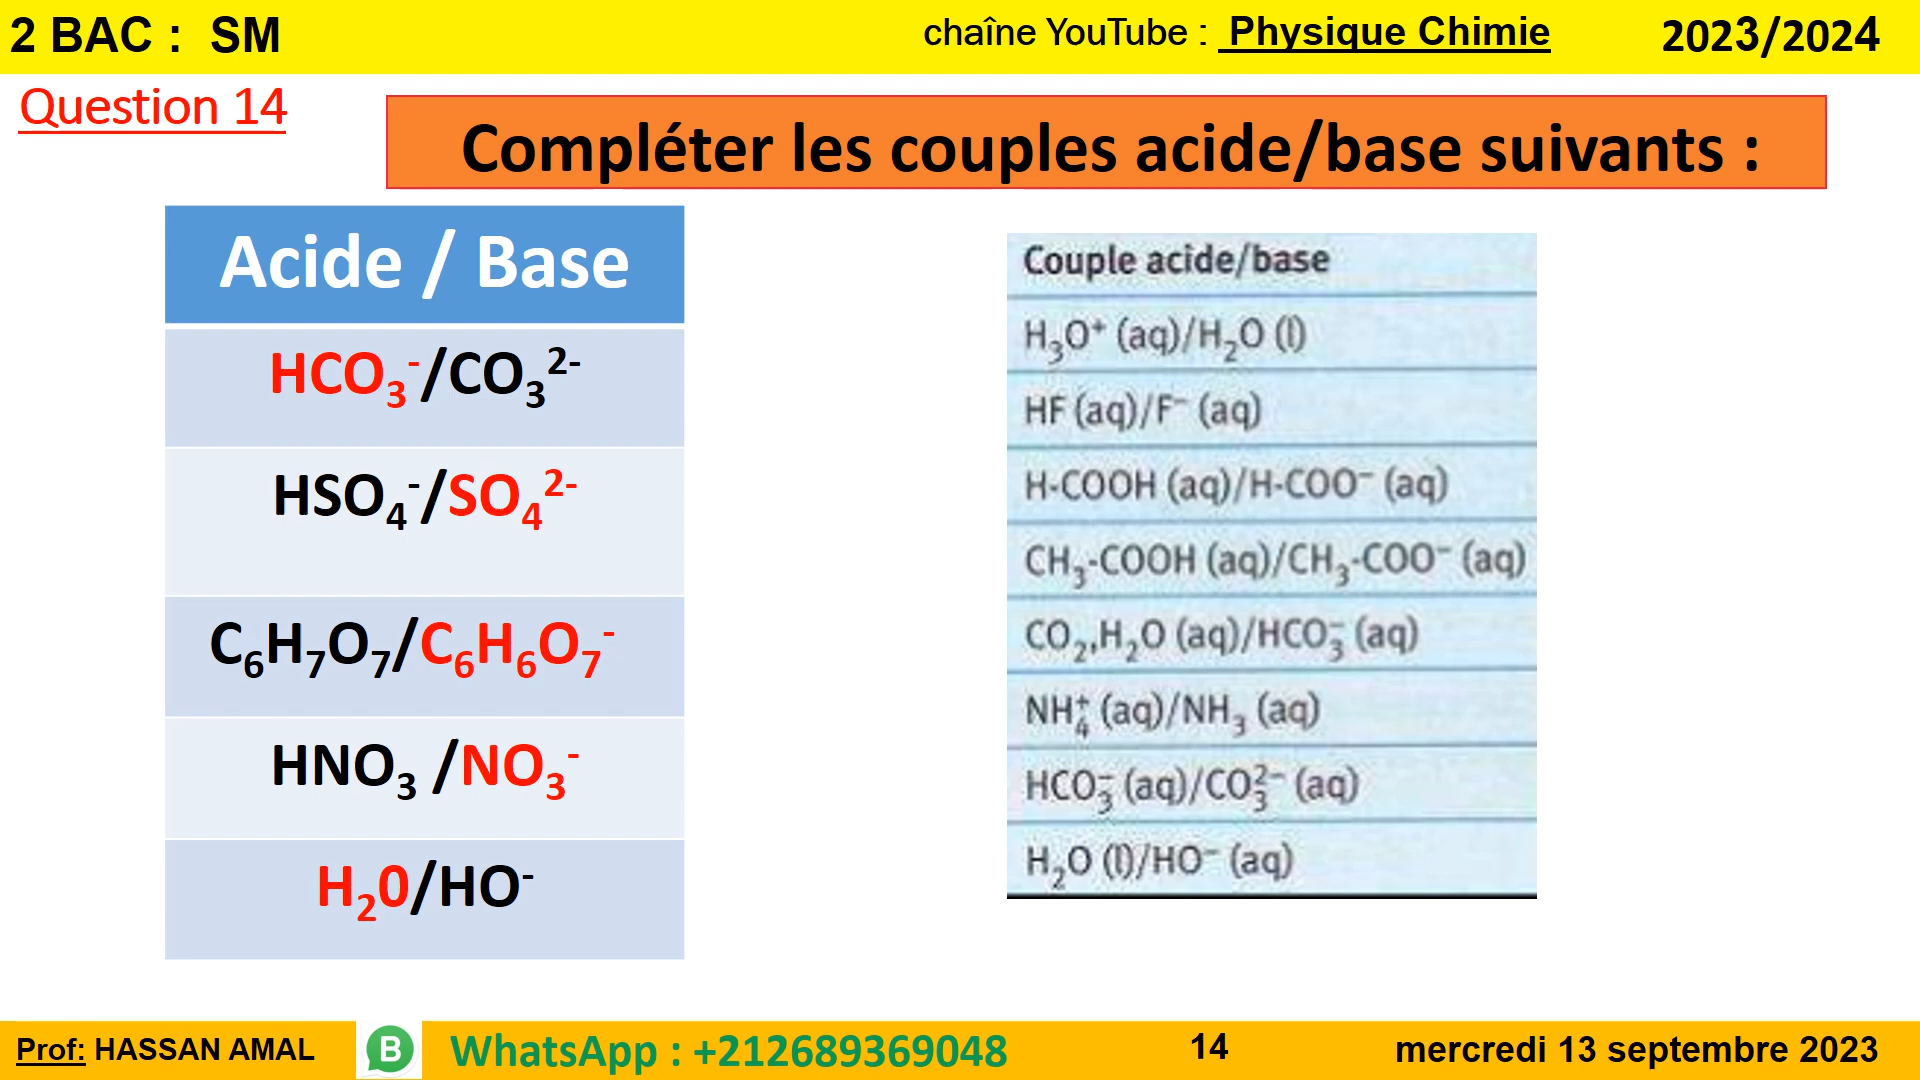 2 BAC : SM
chaîne YouTube : Physique Chimie
2023/2024
Question 14
Compléter les couples acide/base suivants :
Acide / Base
HCO₃⁻/CO₃²⁻
HSO₄⁻/SO₄²⁻
C₆H₇O₇/C₆H₆O₇⁻
HNO₃ /NO₃⁻
H₂0/HO⁻
Couple acide/base
H₃O⁺ (aq)/H₂O (l)
HF (aq)/F⁻ (aq)
H-COOH (aq)/H-COO⁻ (aq)
CH₃-COOH (aq)/CH₃-COO⁻ (aq)
CO₂,H₂O (aq)/HCO₃⁻ (aq)
NH₄⁺ (aq)/NH₃ (aq)
HCO₃⁻ (aq)/CO₃²⁻ (aq)
H₂O (l)/HO⁻ (aq)
Prof: HASSAN AMAL
B
WhatsApp : +212689369048
14
mercredi 13 septembre 2023